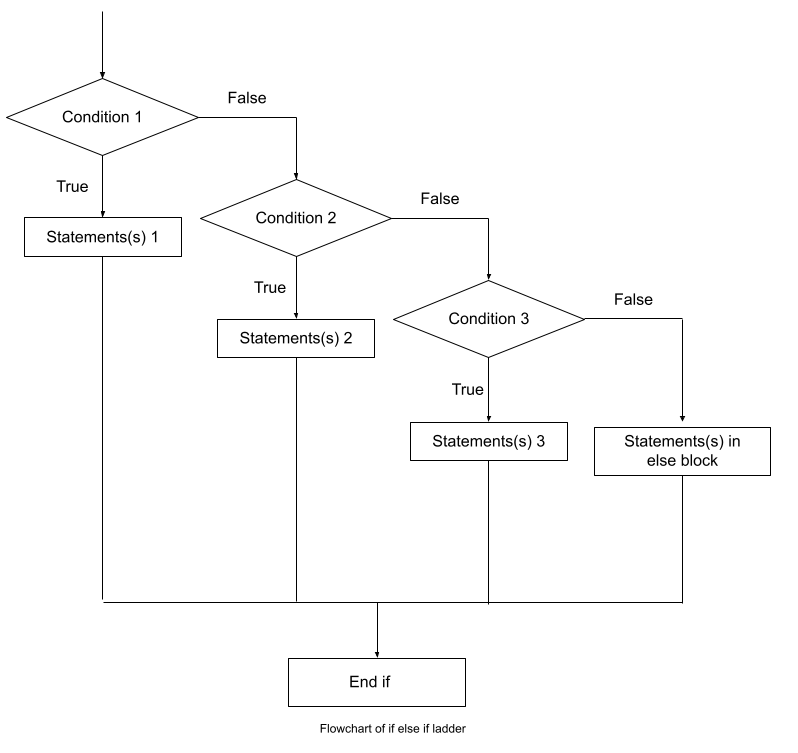 Condition 1
False
True
Statements(s) 1
Condition 2
False
True
Statements(s) 2
Condition 3
False
True
Statements(s) 3
Statements(s) in
else block
End if
Flowchart of if else if ladder